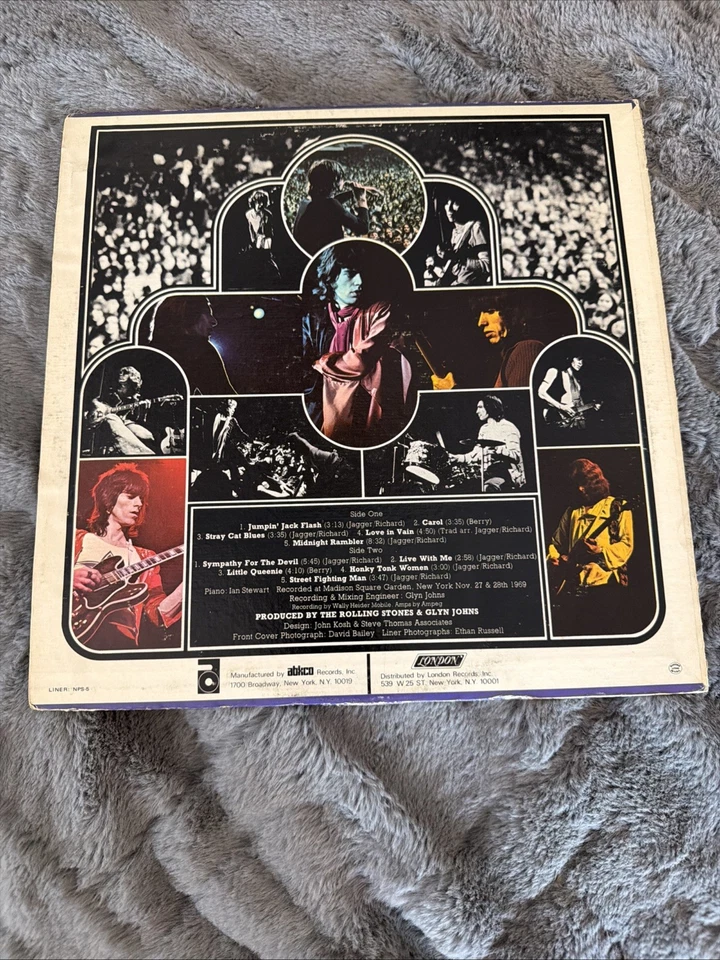 Side One
1. Jumpin' Jack Flash (3:13) (Jagger/Richard) 2. Carol (3:35) (Berry)
3. Stray Cat Blues (3:35) (Jagger/Richard) 4. Love in Vain (4:50) (Trad arr. Jagger/Richard)
5. Midnight Rambler (8:32) (Jagger/Richard)
Side Two
1. Sympathy For The Devil (5:45) (Jagger/Richard) 2. Live With Me (2:58) (Jagger/Richard)
3. Little Queenie (4:10) (Berry) 4. Honky Tonk Women (3:00) (Jagger/Richard)
5. Street Fighting Man (3:47) (Jagger/Richard)
Piano: Ian Stewart Recorded at Madison Square Garden, New York Nov. 27 & 28th 1969
Recording & Mixing Engineer: Glyn Johns
Recording by Wally Heider Mobile. Amps by Ampeg
PRODUCED BY THE ROLLING STONES & GLYN JOHNS
Design: John Kosh & Steve Thomas Associates
Front Cover Photograph: David Bailey Liner Photographs: Ethan Russell
Manufactured by abkco Records, Inc.
1700 Broadway, New York, N.Y. 10019
LONDON
Distributed by London Records, Inc.
539 W.25 ST, New York, N.Y. 10001
LINER: NPS-5